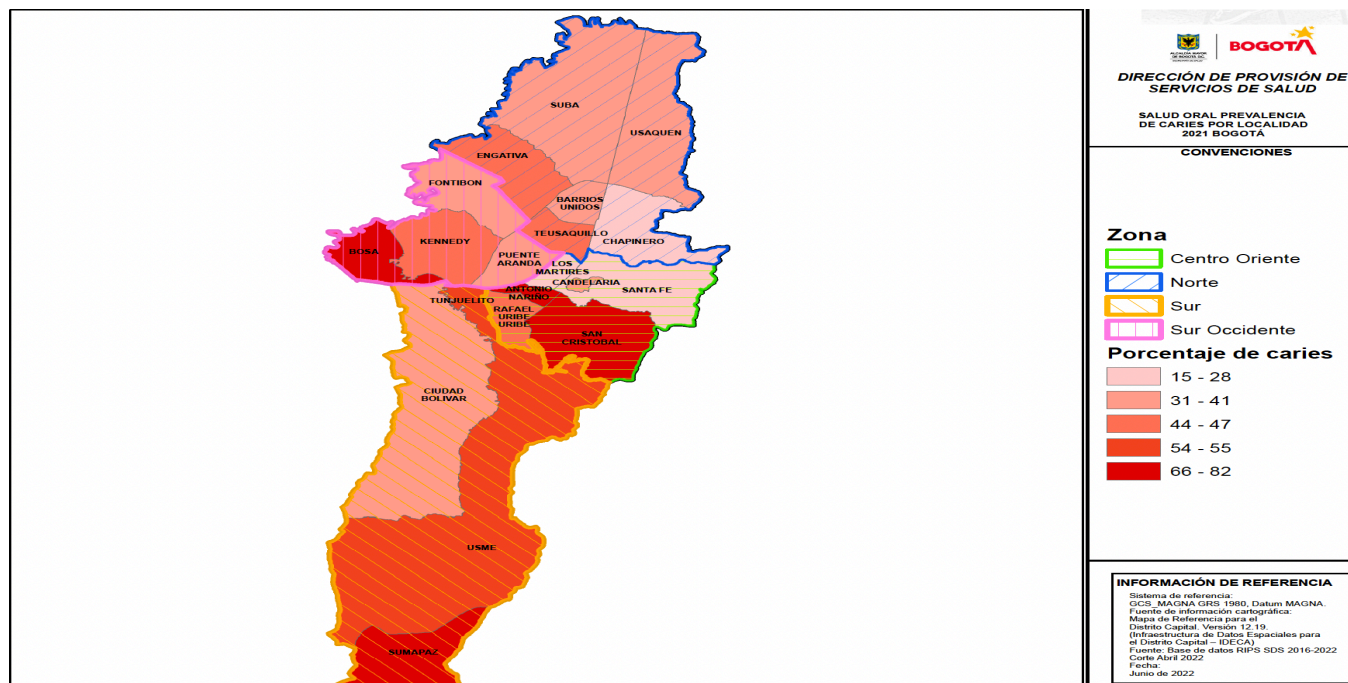 SUBA
USAQUEN
ENGATIVA
FONTIBON
BARRIOS
UNIDOS
TEUSAQUILLO
CHAPINERO
KENNEDY
BOSA
PUENTE
ARANDA
LOS
MARTIRES
CANDELARIA
SANTA FE
ANTONIO
NARIÑO
TUNJUELITO
RAFAEL
URIBE
URIBE
SAN
CRISTOBAL
CIUDAD
BOLIVAR
USME
SUMAPAZ
ALCALDÍA MAYOR
DE BOGOTÁ D.C.
BOGOTÁ
DIRECCIÓN DE PROVISIÓN DE
SERVICIOS DE SALUD
SALUD ORAL PREVALENCIA
DE CARIES POR LOCALIDAD
2021 BOGOTÁ
CONVENCIONES
Zona
Centro Oriente
Norte
Sur
Sur Occidente
Porcentaje de caries
15 - 28
31 - 41
44 - 47
54 - 55
66 - 82
INFORMACIÓN DE REFERENCIA
Sistema de referencia:
GCS_MAGNA GRS 1980, Datum MAGNA.
Fuente de información cartográfica:
Mapa de Referencia para el
Distrito Capital. Versión 12.19.
(Infraestructura de Datos Espaciales para
el Distrito Capital – IDECA)
Fuente: Base de datos RIPS SDS 2016-2022
Corte Abril 2022
Fecha:
Junio de 2022